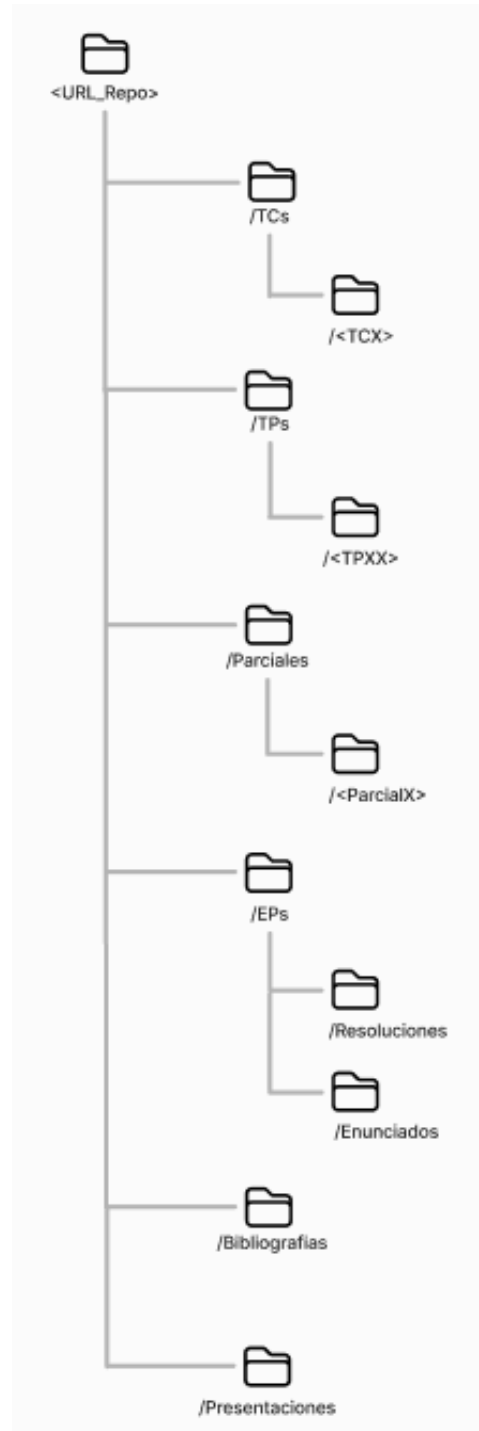 <URL_Repo>
/TCs
/<TCX>
/TPs
/<TPXX>
/Parciales
/<ParcialX>
/EPs
/Resoluciones
/Enunciados
/Bibliografias
/Presentaciones